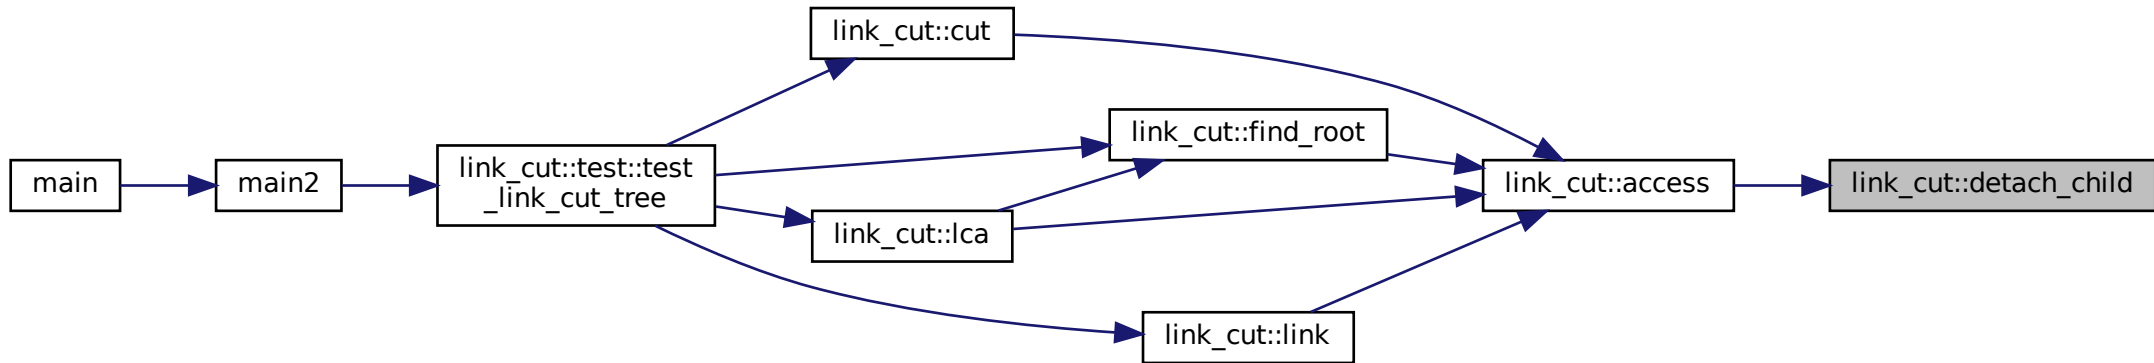 link_cut::cut
link_cut::find_root
main
main2
link_cut::test::test
_link_cut_tree
link_cut::access
link_cut::detach_child
link_cut::lca
link_cut::link